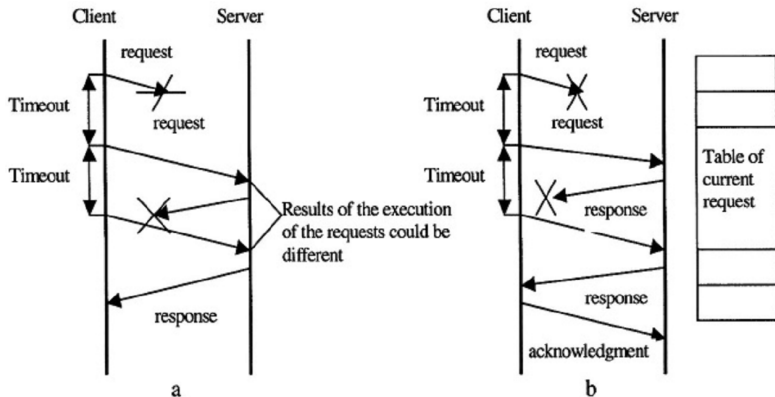 Client
Server
request
Timeout
request
Timeout
Results of the execution
of the requests could be
different
response
a
Client
Server
request
Timeout
request
Timeout
response
response
acknowledgment
Table of
current
request
b